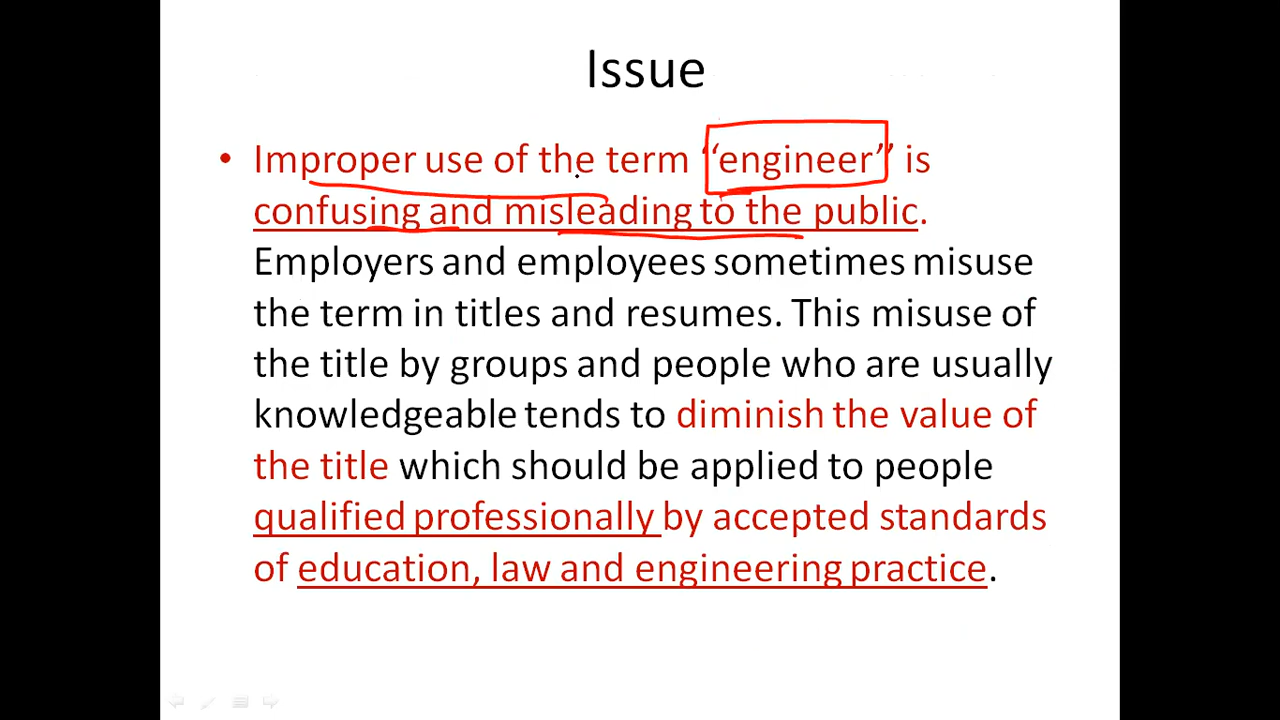 Issue
• Improper use of the term “engineer” is
confusing and misleading to the public.
Employers and employees sometimes misuse
the term in titles and resumes. This misuse of
the title by groups and people who are usually
knowledgeable tends to diminish the value of
the title which should be applied to people
qualified professionally by accepted standards
of education, law and engineering practice.